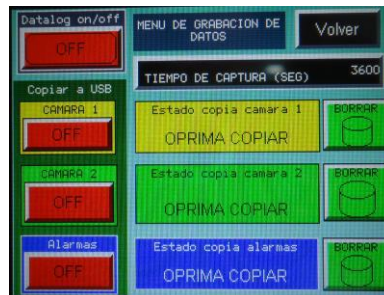 Datalog on/off
OFF
MENU DE GRABACION DE
DATOS
Volver
TIEMPO DE CAPTURA (SEG) 3600
Copiar a USB
CAMARA 1
OFF
Estado copia camara 1
OPRIMA COPIAR
BORRAR
CAMARA 2
OFF
Estado copia camara 2
OPRIMA COPIAR
BORRAR
Alarmas
OFF
Estado copia alarmas
OPRIMA COPIAR
BORRAR